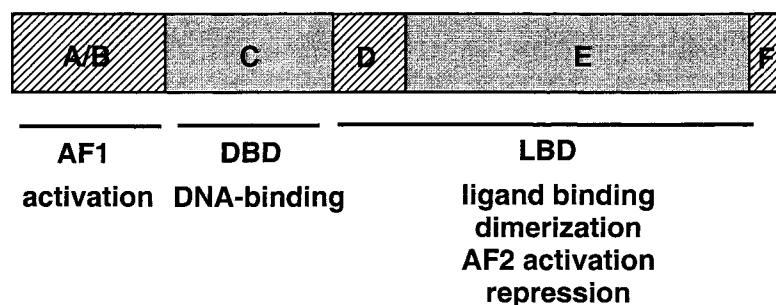 A/B C D E F
AF1 DBD LBD
activation DNA-binding ligand binding
dimerization
AF2 activation
repression